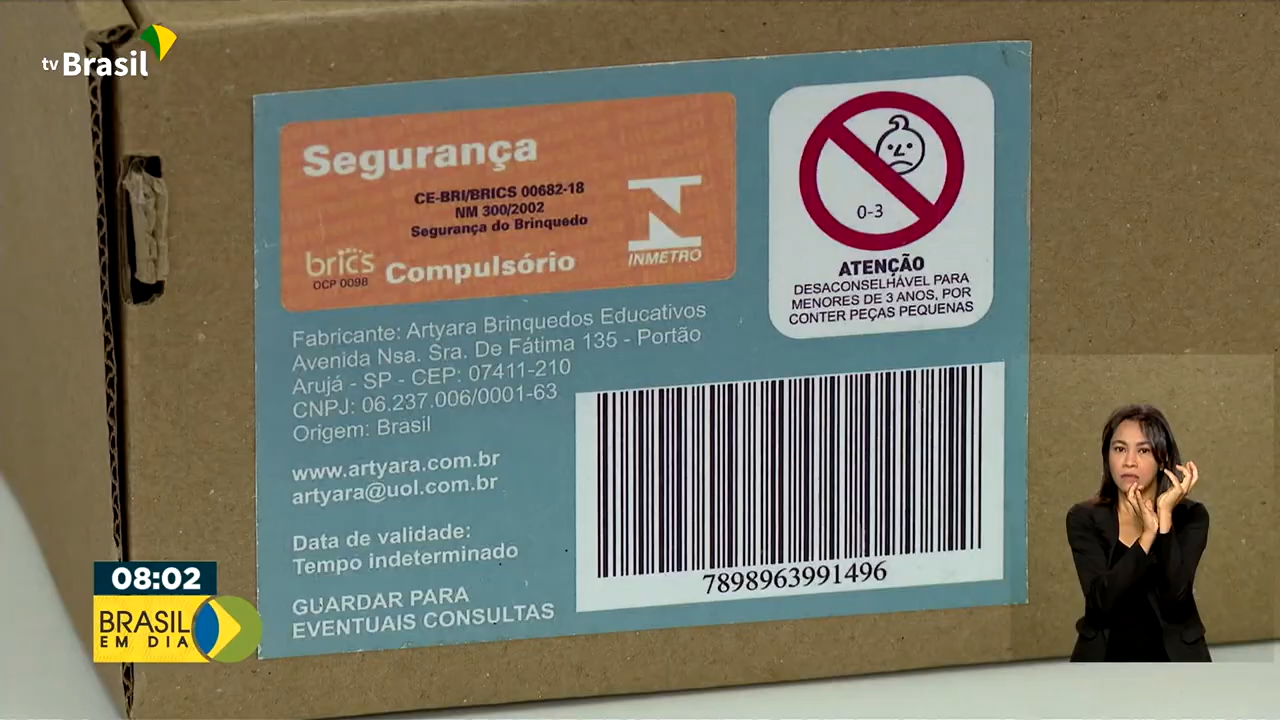 tv Brasil
Segurança
CE-BRI/BRICS 00682-18
NM 300/2002
Segurança do Brinquedo
brics
OCP 0098
Compulsório
INMETRO
0-3
ATENÇÃO
DESACONSELHÁVEL PARA
MENORES DE 3 ANOS, POR
CONTER PEÇAS PEQUENAS
Fabricante: Artyara Brinquedos Educativos
Avenida Nsa. Sra. De Fátima 135 - Portão
Arujá - SP - CEP: 07411-210
CNPJ: 06.237.006/0001-63
Origem: Brasil
www.artyara.com.br
artyara@uol.com.br
Data de validade:
Tempo indeterminado
GUARDAR PARA
EVENTUAIS CONSULTAS
7898963991496
08:02
BRASIL
EM DIA